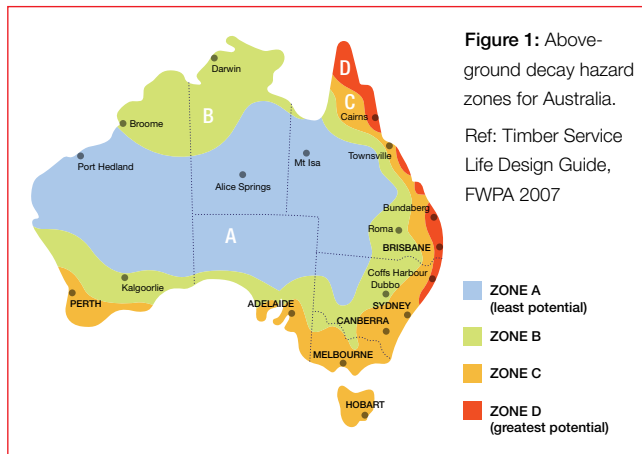 Figure 1: Above-
ground decay hazard
zones for Australia.
Ref: Timber Service
Life Design Guide,
FWPA 2007
Darwin
D
C
B
Cairns
Broome
Townsville
Port Hedland
Mt Isa
Alice Springs
Bundaberg
Roma
BRISBANE
A
Coffs Harbour
Kalgoorlie
Dubbo
PERTH
ADELAIDE
SYDNEY
CANBERRA
MELBOURNE
HOBART
ZONE A
(least potential)
ZONE B
ZONE C
ZONE D
(greatest potential)